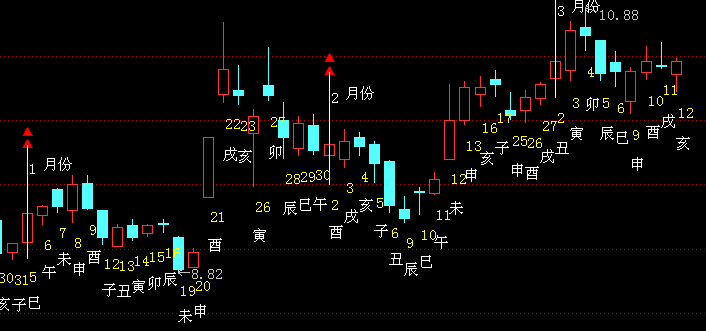 1 月份
2 月份
3 月份
10.88
8.82
30 31 5 6 7 8 9 12 13 14 15 16 19 20 21 22 23 26 27 28 29 30 2 3 4 5 6 9 10 11 12 13 16 17 25 26 27 2 3 4 5 6 9 10 11 12
亥 子 巳 午 未 申 酉 子 丑 寅 卯 辰 未 申 酉 戌 亥 寅 卯 辰 巳 午 酉 戌 亥 子 丑 辰 巳 午 未 申 亥 子 申 酉 戌 丑 寅 卯 辰 巳 申 酉 戌 亥